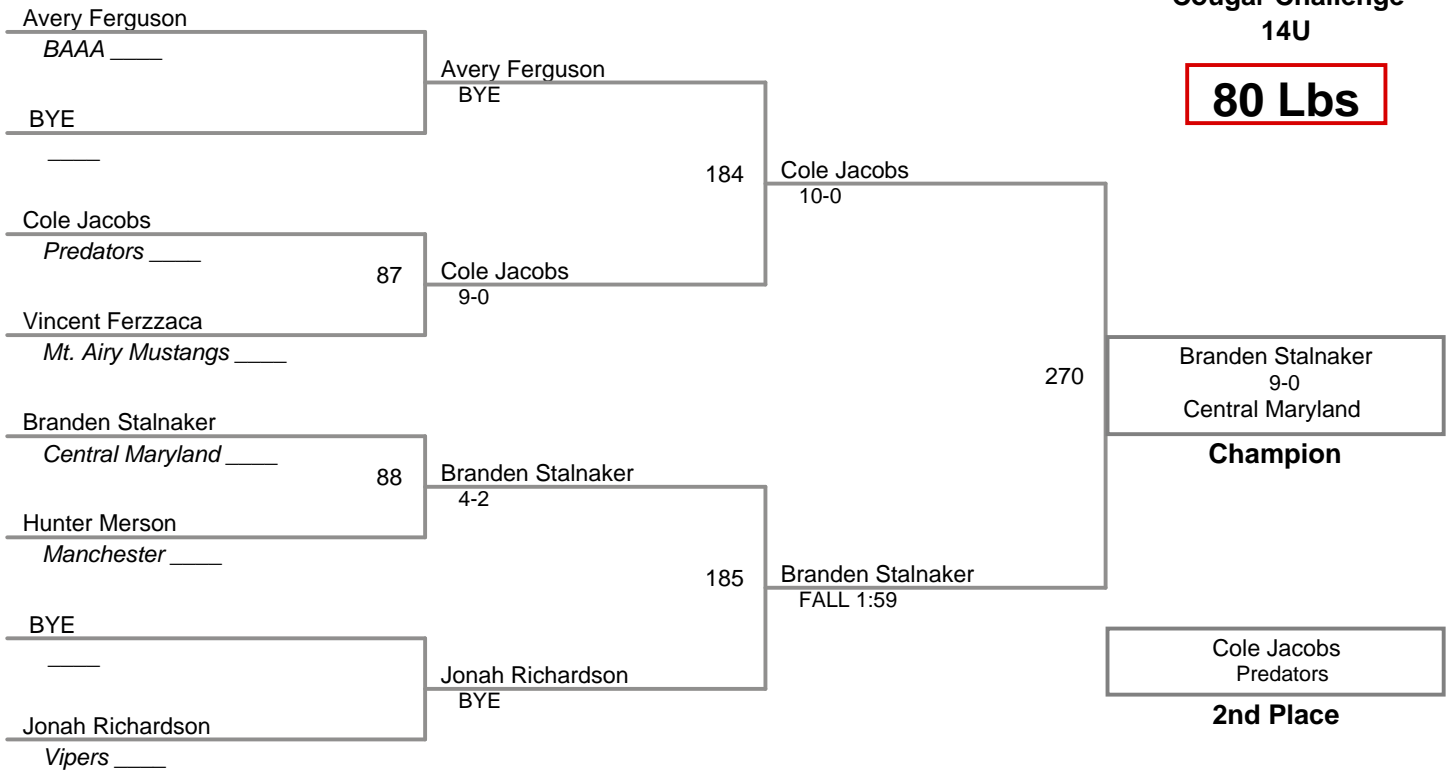 Cougar Challenge
14U
80 Lbs
Avery Ferguson
BAAA ____
BYE
____
Cole Jacobs
Predators ____
87
Vincent Ferzzaca
Mt. Airy Mustangs ____
Branden Stalnaker
Central Maryland ____
88
Hunter Merson
Manchester ____
BYE
____
Jonah Richardson
Vipers ____
Avery Ferguson
BYE
184
Cole Jacobs
9-0
Branden Stalnaker
4-2
185
Jonah Richardson
BYE
Cole Jacobs
10-0
270
Branden Stalnaker
FALL 1:59
Branden Stalnaker
9-0
Central Maryland
Champion
Cole Jacobs
Predators
2nd Place